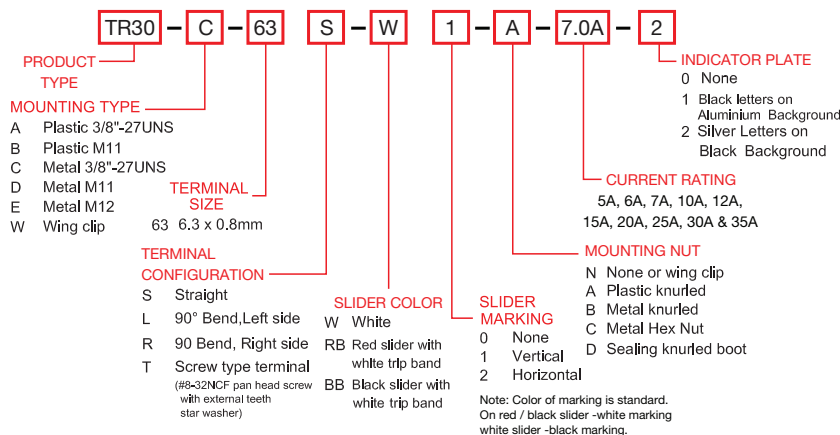 TR30 - C - 63 S - W 1 - A - 7.0A - 2
PRODUCT
TYPE
MOUNTING TYPE
A Plastic 3/8"-27UNS
B Plastic M11
C Metal 3/8"-27UNS
D Metal M11
E Metal M12
W Wing clip
TERMINAL
SIZE
63 6.3 x 0.8mm
TERMINAL
CONFIGURATION
S Straight
L 90° Bend,Left side
R 90 Bend, Right side
T Screw type terminal
(#8-32NCF pan head screw
with external teeth
star washer)
SLIDER COLOR
W White
RB Red slider with
white trip band
BB Black slider with
white trip band
SLIDER
MARKING
0 None
1 Vertical
2 Horizontal
Note: Color of marking is standard.
On red / black slider -white marking
white slider -black marking.
MOUNTING NUT
N None or wing clip
A Plastic knurled
B Metal knurled
C Metal Hex Nut
D Sealing knurled boot
CURRENT RATING
5A, 6A, 7A, 10A, 12A,
15A, 20A, 25A, 30A & 35A
INDICATOR PLATE
0 None
1 Black letters on
Aluminium Background
2 Silver Letters on
Black Background